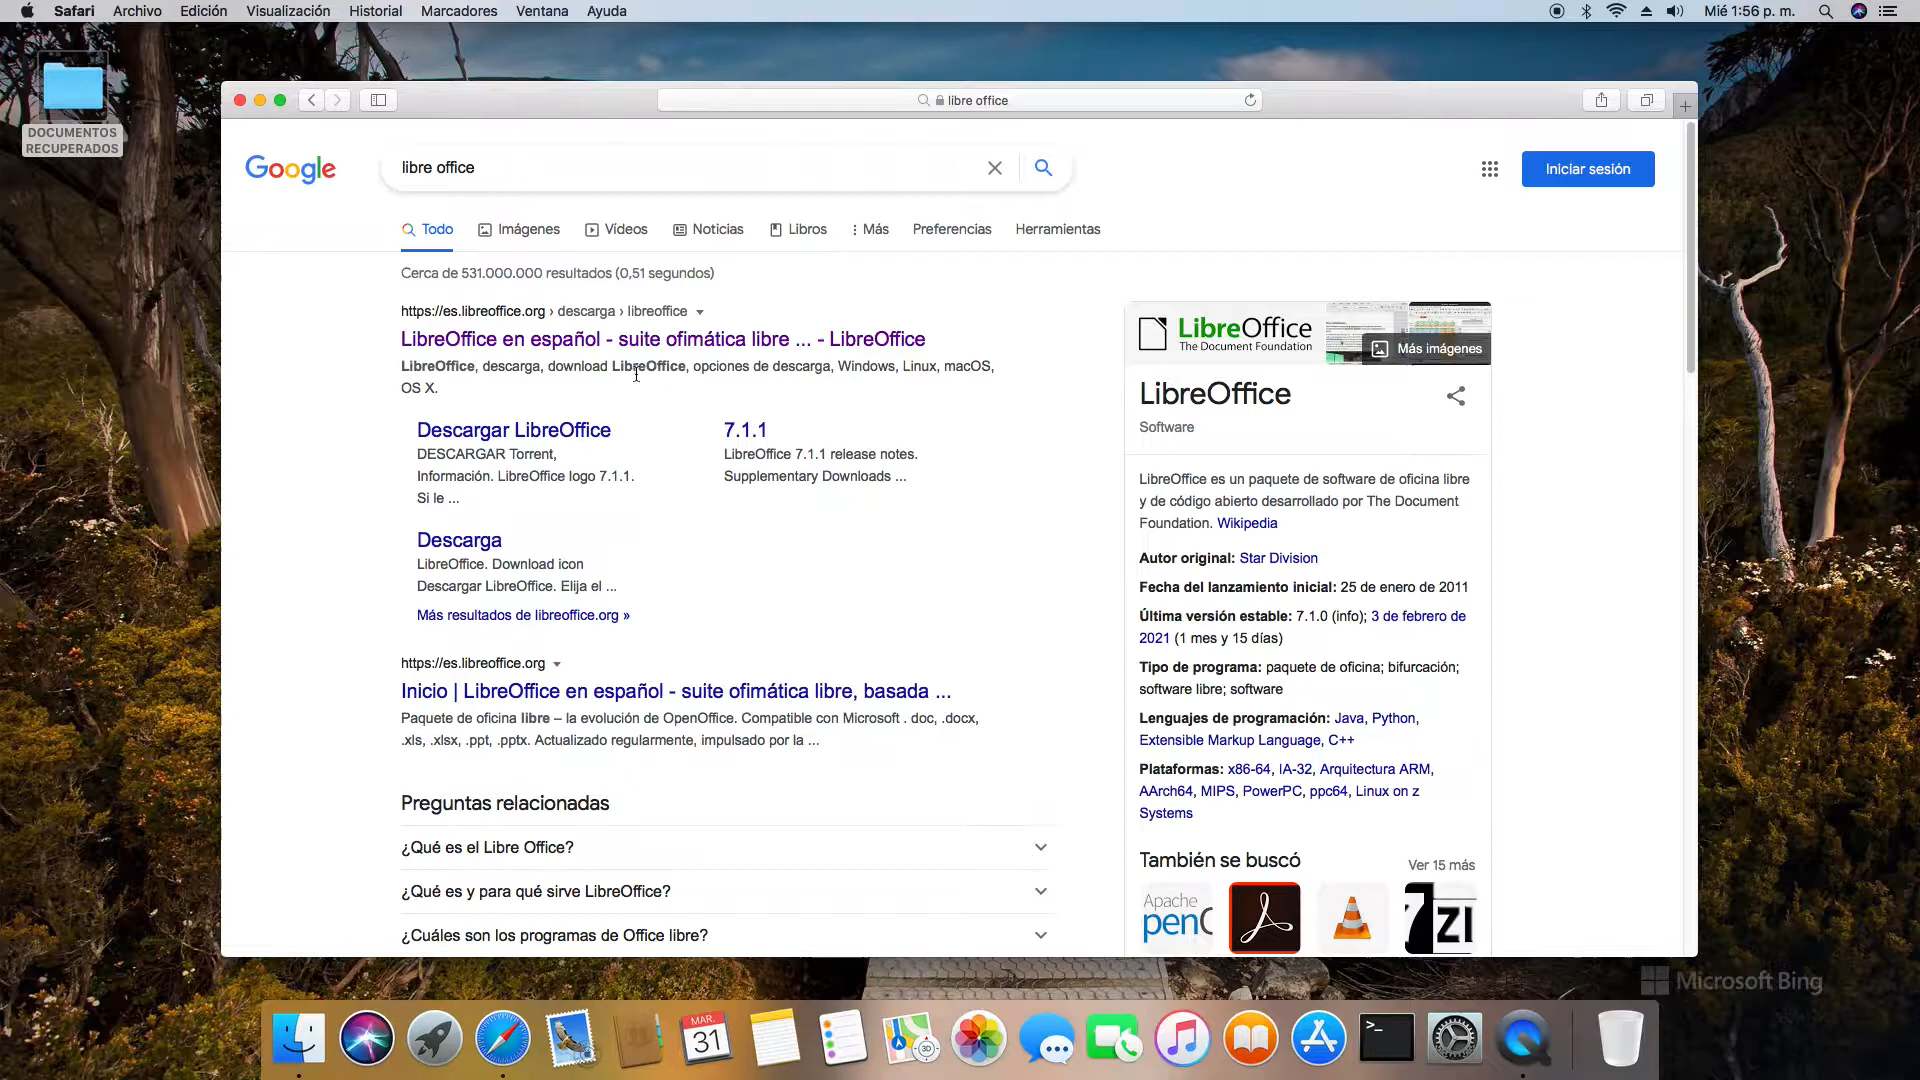 Safari Archivo Edición Visualización Historial Marcadores Ventana Ayuda
Mié 1:56 p. m.
DOCUMENTOS
RECUPERADOS
libre office
Google
libre office
Iniciar sesión
Todo Imágenes Vídeos Noticias Libros Más Preferencias Herramientas
Cerca de 531.000.000 resultados (0,51 segundos)
https://es.libreoffice.org › descarga › libreoffice
LibreOffice en español - suite ofimática libre ... - LibreOffice
LibreOffice, descarga, download LibreOffice, opciones de descarga, Windows, Linux, macOS,
OS X.
Descargar LibreOffice
DESCARGAR Torrent,
Información. LibreOffice logo 7.1.1.
Si le ...
7.1.1
LibreOffice 7.1.1 release notes.
Supplementary Downloads ...
Descarga
LibreOffice. Download icon
Descargar LibreOffice. Elija el ...
Más resultados de libreoffice.org »
https://es.libreoffice.org
Inicio | LibreOffice en español - suite ofimática libre, basada ...
Paquete de oficina libre – la evolución de OpenOffice. Compatible con Microsoft . doc, .docx,
.xls, .xlsx, .ppt, .pptx. Actualizado regularmente, impulsado por la ...
Preguntas relacionadas
¿Qué es el Libre Office?
¿Qué es y para qué sirve LibreOffice?
¿Cuáles son los programas de Office libre?
LibreOffice
The Document Foundation
Más imágenes
LibreOffice
Software
LibreOffice es un paquete de software de oficina libre
y de código abierto desarrollado por The Document
Foundation. Wikipedia
Autor original: Star Division
Fecha del lanzamiento inicial: 25 de enero de 2011
Última versión estable: 7.1.0 (info); 3 de febrero de
2021 (1 mes y 15 días)
Tipo de programa: paquete de oficina; bifurcación;
software libre; software
Lenguajes de programación: Java, Python,
Extensible Markup Language, C++
Plataformas: x86-64, IA-32, Arquitectura ARM,
AArch64, MIPS, PowerPC, ppc64, Linux on z
Systems
También se buscó
Ver 15 más
Apache
penO
7ZI
Microsoft Bing
MAR.
31
3D
>_